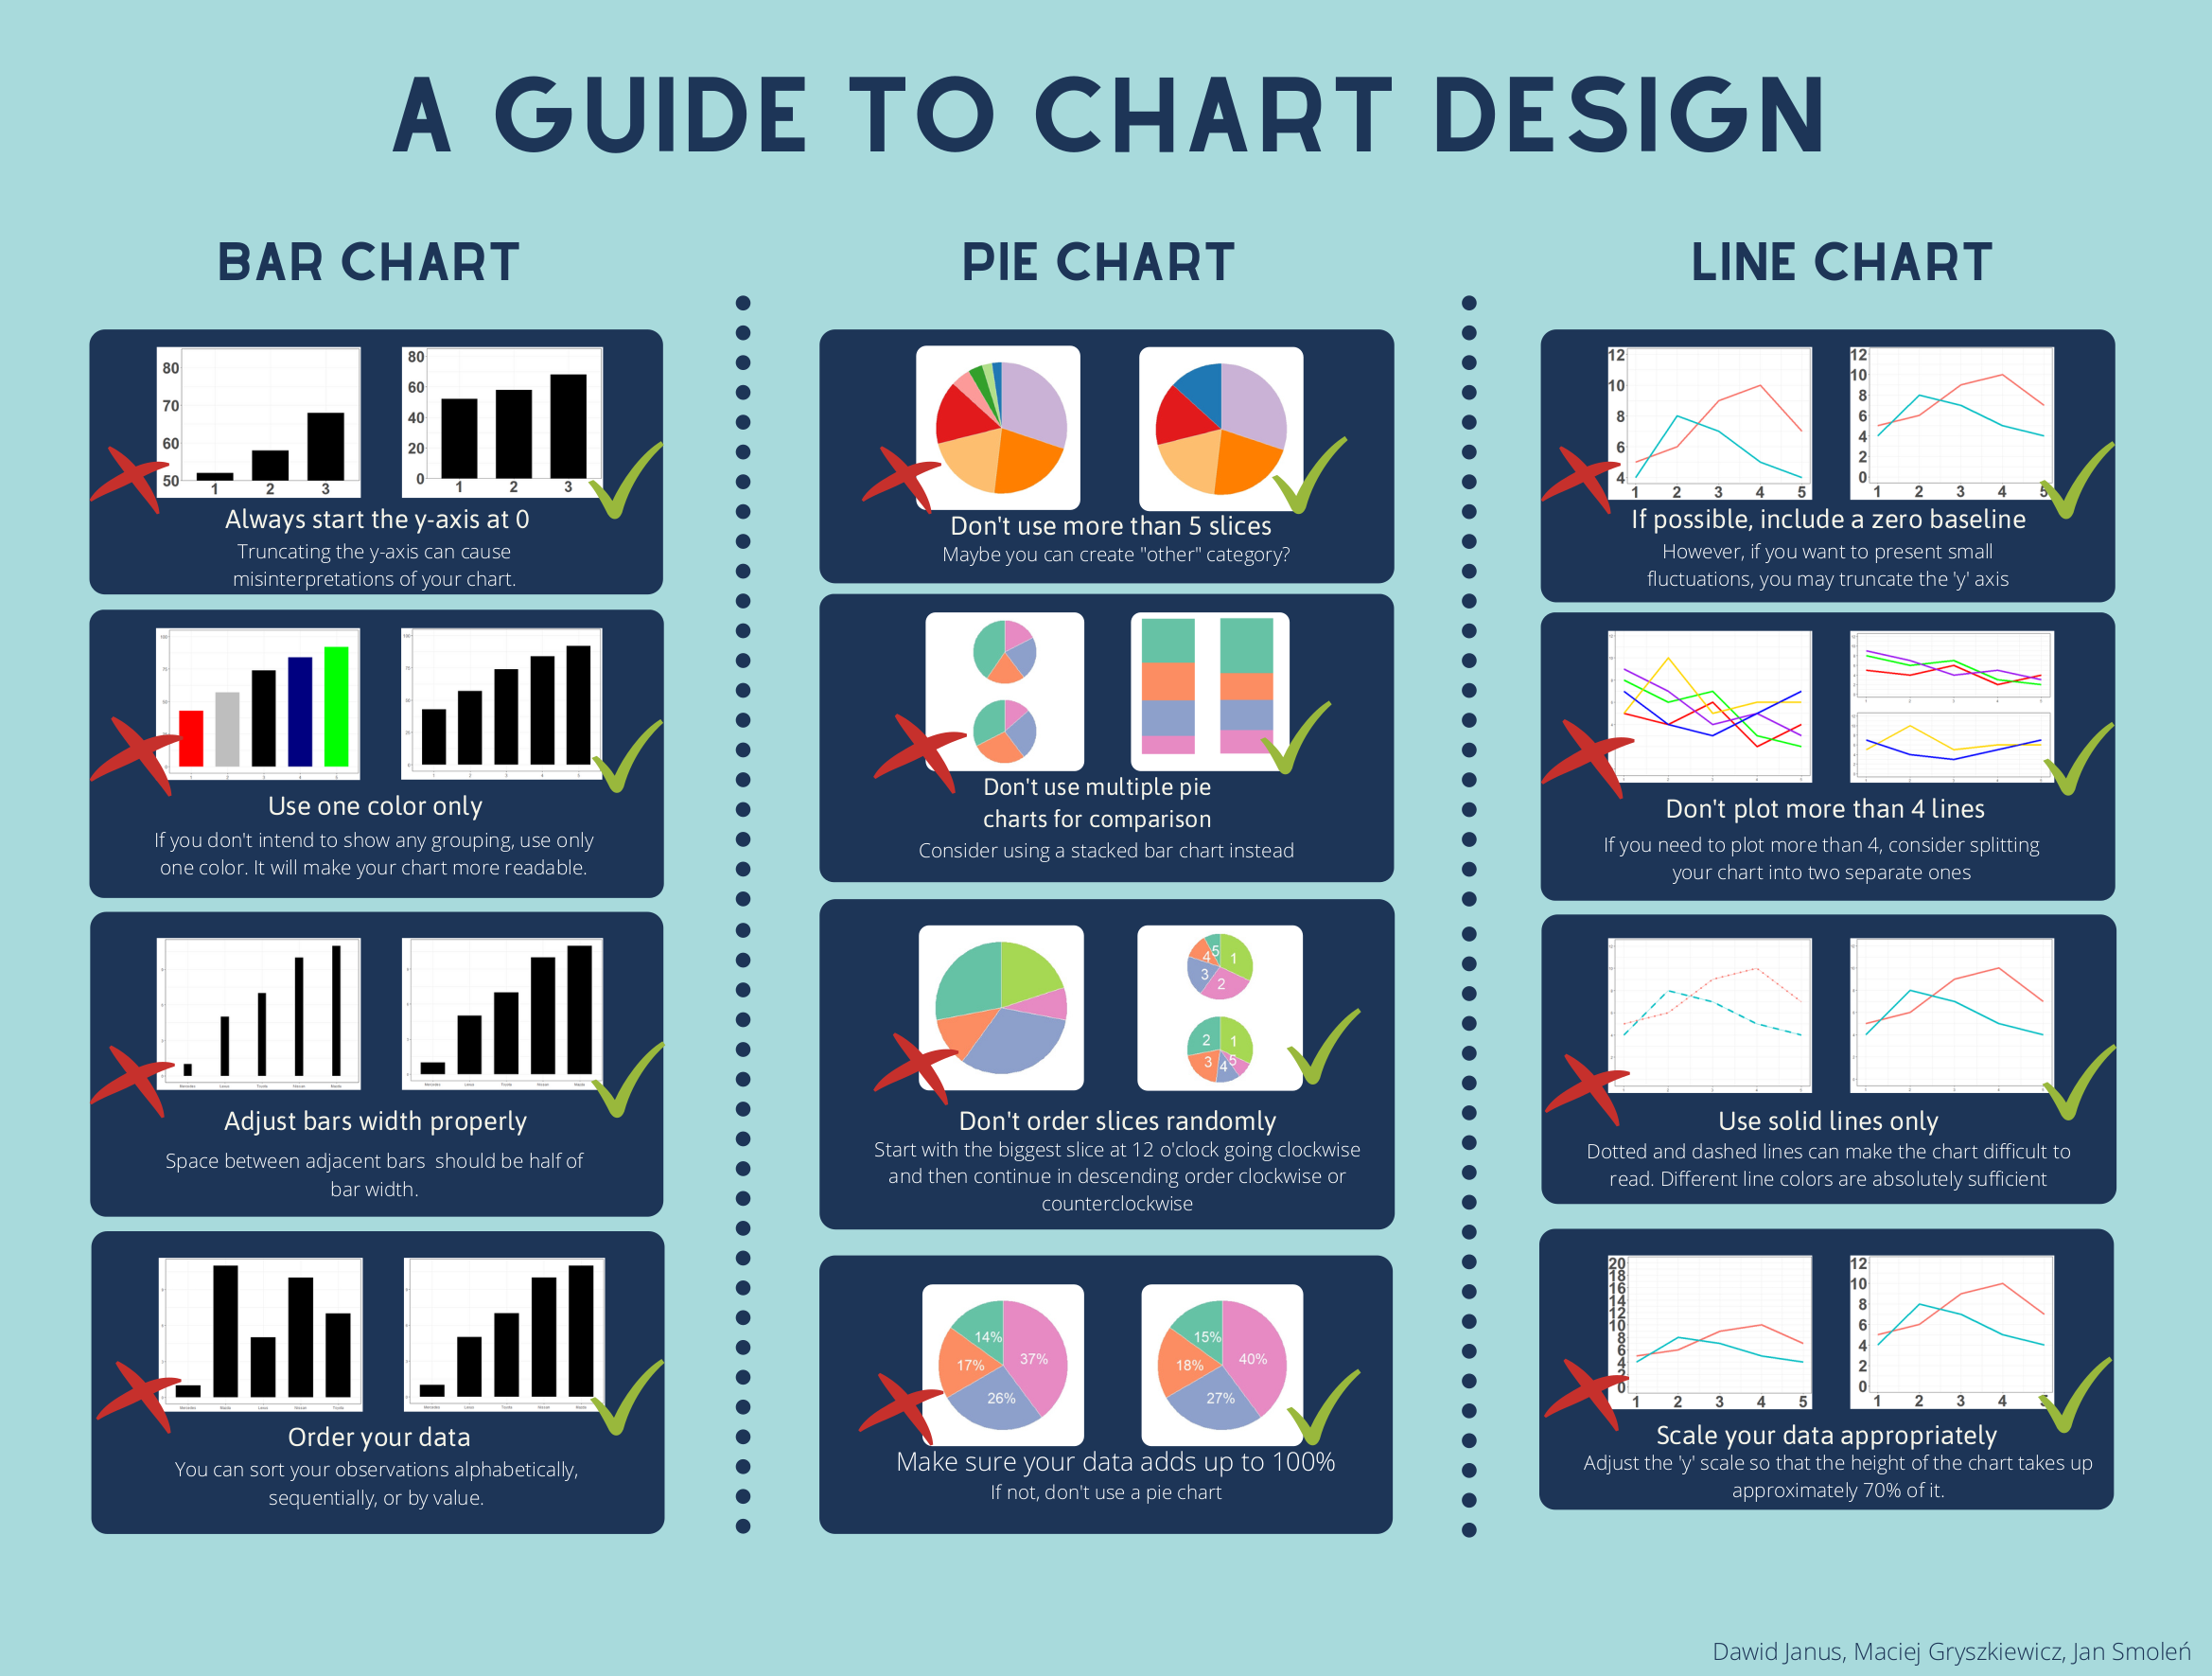 A GUIDE TO CHART DESIGN
BAR CHART
80
70
60
50
1 2 3
80
60
40
20
0
1 2 3
Always start the y-axis at 0
Truncating the y-axis can cause
misinterpretations of your chart.
Use one color only
If you don't intend to show any grouping, use only
one color. It will make your chart more readable.
Adjust bars width properly
Space between adjacent bars should be half of
bar width.
Order your data
You can sort your observations alphabetically,
sequentially, or by value.
PIE CHART
Don't use more than 5 slices
Maybe you can create "other" category?
Don't use multiple pie
charts for comparison
Consider using a stacked bar chart instead
5
4 1
3
2
2 1
3 4 5
Don't order slices randomly
Start with the biggest slice at 12 o'clock going clockwise
and then continue in descending order clockwise or
counterclockwise
14%
17% 37%
26%
15%
18% 40%
27%
Make sure your data adds up to 100%
If not, don't use a pie chart
LINE CHART
12
10
8
6
4
1 2 3 4 5
12
10
8
6
4
2
0
1 2 3 4 5
If possible, include a zero baseline
However, if you want to present small
fluctuations, you may truncate the 'y' axis
Don't plot more than 4 lines
If you need to plot more than 4, consider splitting
your chart into two separate ones
Use solid lines only
Dotted and dashed lines can make the chart difficult to
read. Different line colors are absolutely sufficient
20
18
16
14
12
10
8
6
4
2
0
1 2 3 4 5
12
10
8
6
4
2
0
1 2 3 4 5
Scale your data appropriately
Adjust the 'y' scale so that the height of the chart takes up
approximately 70% of it.
Dawid Janus, Maciej Gryszkiewicz, Jan Smoleń